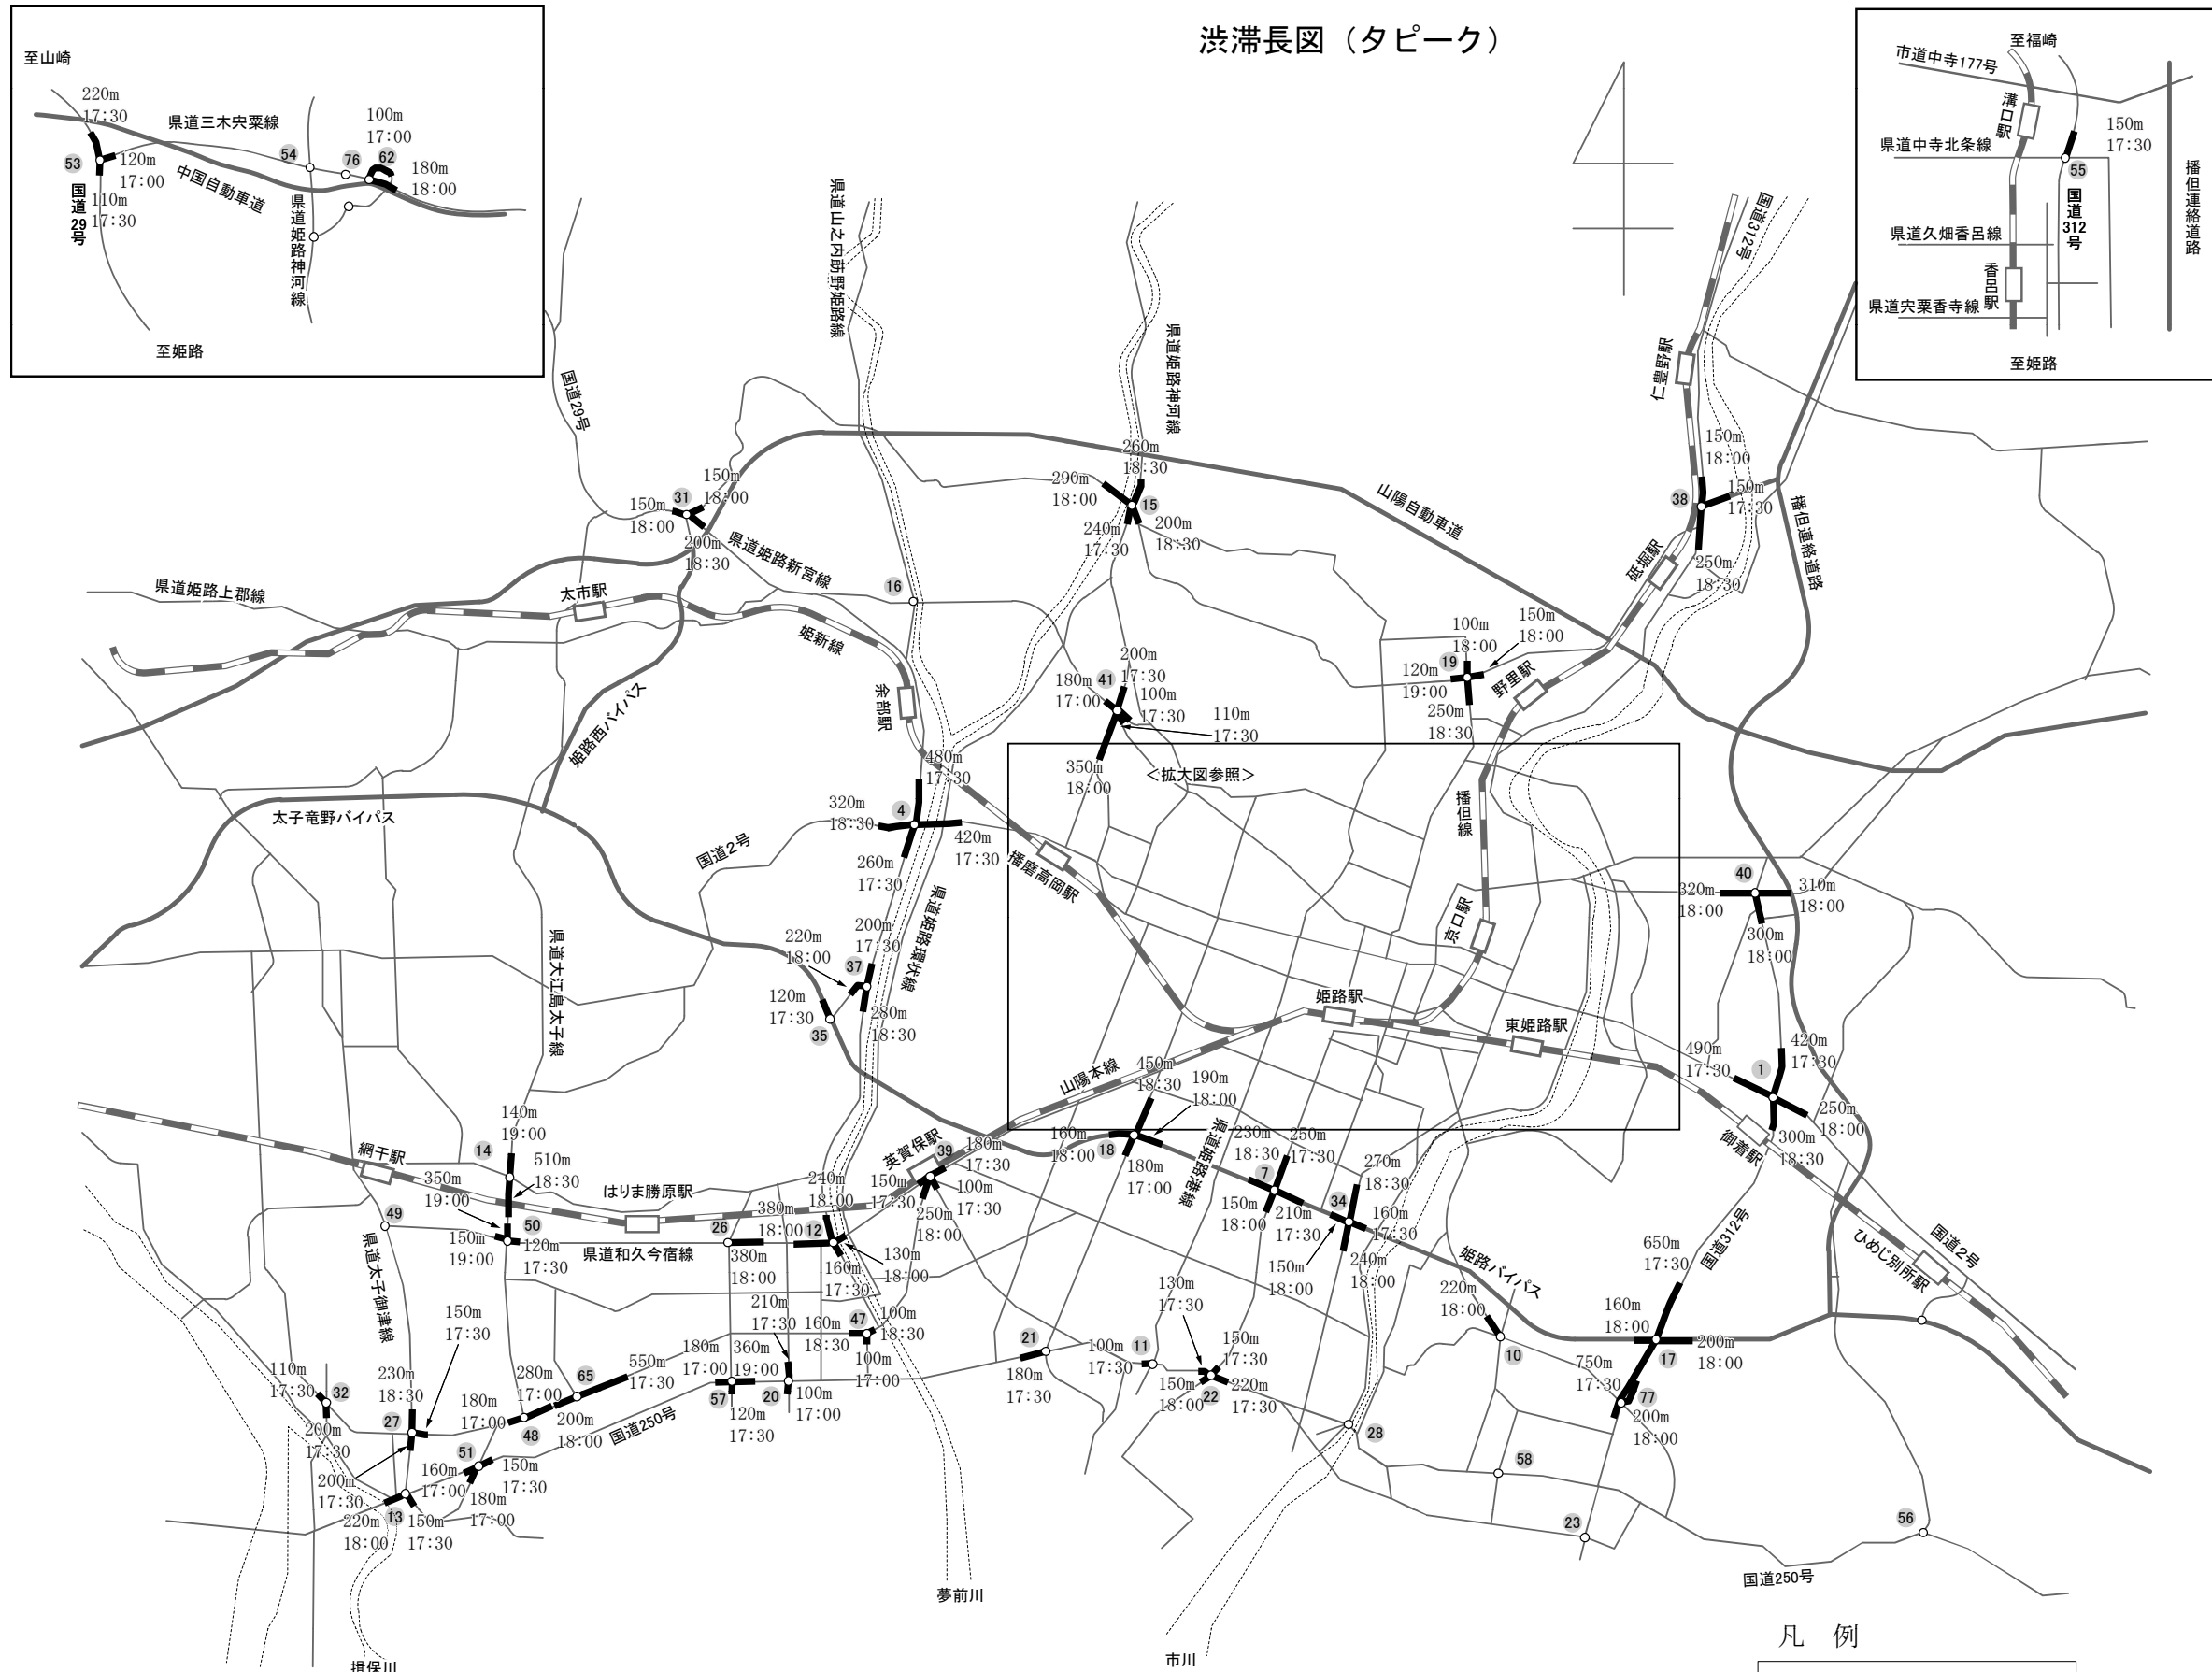 渋滞長図（夕ピーク）
至山崎
220m
17:30
県道三木宍粟線
100m
17:00
54
76
62
53
120m
17:00
180m
18:00
中国自動車道
国道29号
110m
17:30
県道姫路神河線
至姫路
至福崎
市道中寺177号
溝口駅
150m
17:30
県道中寺北条線
55
国道312号
播但連絡道路
県道久畑香呂線
香呂駅
県道宍粟香寺線
至姫路
県道山之内莇野姫路線
県道姫路神河線
国道312号
仁豊野駅
国道29号
260m
18:30
290m
18:00
15
240m
17:30
200m
18:30
山陽自動車道
150m
18:00
38
150m
17:30
播但連絡道路
250m
18:30
砥堀駅
150m
18:00
31
150m
18:00
200m
18:30
県道姫路新宮線
16
県道姫路上郡線
太市駅
姫新線
余部駅
姫路西バイパス
太子竜野バイパス
100m
18:00
150m
18:00
19
120m
19:00
野里駅
250m
18:30
200m
17:30
41
180m
17:00
100m
17:30
110m
17:30
350m
18:00
＜拡大図参照＞
播但線
480m
17:30
320m
18:30
4
420m
17:30
260m
17:30
国道2号
播磨高岡駅
県道姫路環状線
京口駅
40
320m
18:00
310m
18:00
300m
18:00
200m
17:30
220m
18:00
37
120m
17:30
35
280m
18:30
県道大江島太子線
姫路駅
東姫路駅
山陽本線
490m
17:30
1
420m
17:30
250m
18:00
300m
18:30
御着駅
450m
18:30
190m
18:00
160m
18:00
18
180m
17:00
県道姫路港線
230m
18:30
250m
17:30
7
150m
18:00
210m
17:30
270m
18:30
34
160m
17:30
150m
18:00
240m
18:00
姫路バイパス
国道312号
国道2号
ひめじ別所駅
140m
19:00
14
網干駅
350m
19:00
510m
18:30
はりま勝原駅
英賀保駅
39
180m
17:30
150m
17:30
100m
17:30
250m
18:00
49
50
150m
19:00
120m
17:30
県道和久今宿線
26
380m
18:00
380m
18:00
240m
18:00
12
130m
18:00
160m
17:30
県道太子御津線
150m
17:30
210m
17:30
160m
18:30
47
100m
18:30
100m
17:00
180m
17:00
360m
19:00
57
120m
17:30
20
100m
17:00
110m
17:30
32
200m
17:30
230m
18:30
27
180m
17:00
280m
17:00
65
550m
17:30
48
200m
18:00
国道250号
51
150m
17:30
160m
17:00
180m
17:00
200m
17:30
220m
18:00
13
150m
17:30
21
180m
17:30
100m
17:30
11
130m
17:30
150m
17:30
150m
18:00
22
220m
17:30
220m
18:00
10
650m
17:30
160m
18:00
200m
18:00
17
750m
17:30
77
200m
18:00
28
58
23
56
国道250号
揖保川
夢前川
市川
凡 例